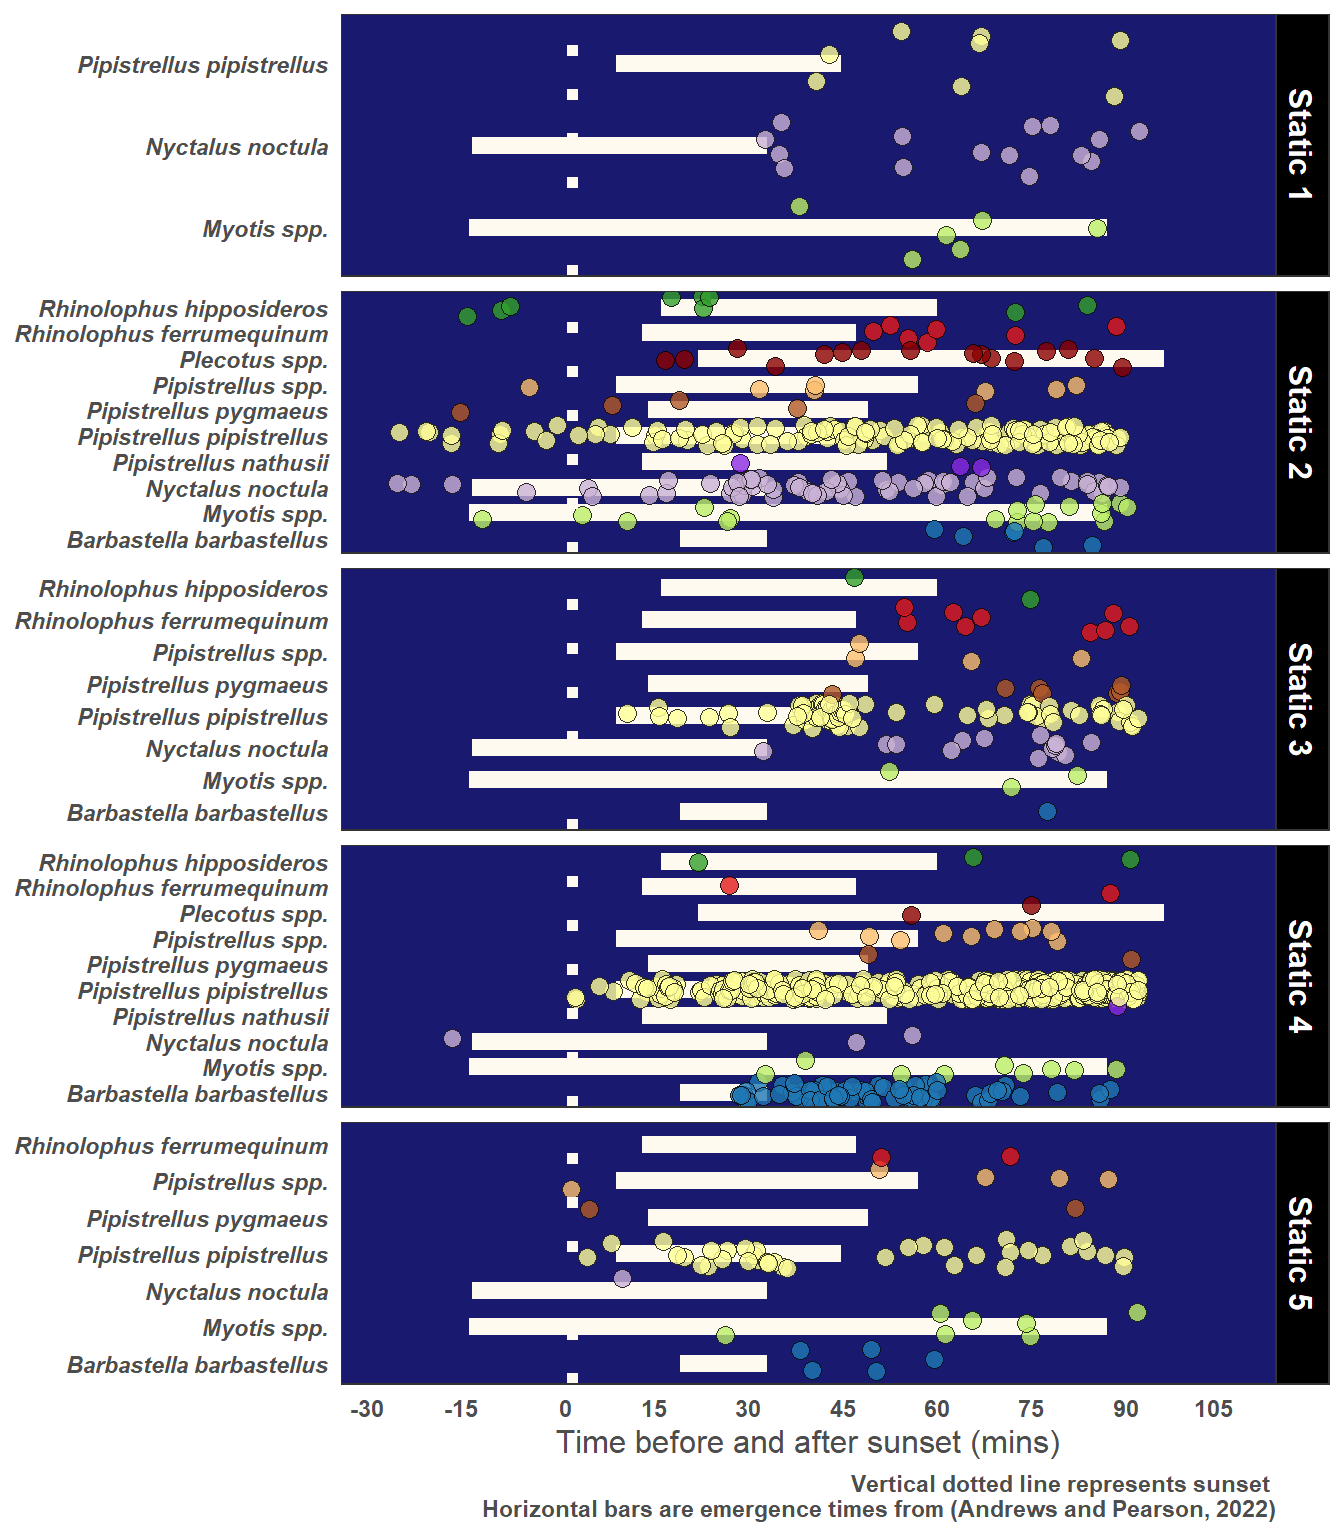 Pipistrellus pipistrellus
Nyctalus noctula
Myotis spp.
Static 1
Rhinolophus hipposideros
Rhinolophus ferrumequinum
Plecotus spp.
Pipistrellus spp.
Pipistrellus pygmaeus
Pipistrellus pipistrellus
Pipistrellus nathusii
Nyctalus noctula
Myotis spp.
Barbastella barbastellus
Static 2
Rhinolophus hipposideros
Rhinolophus ferrumequinum
Pipistrellus spp.
Pipistrellus pygmaeus
Pipistrellus pipistrellus
Nyctalus noctula
Myotis spp.
Barbastella barbastellus
Static 3
Rhinolophus hipposideros
Rhinolophus ferrumequinum
Plecotus spp.
Pipistrellus spp.
Pipistrellus pygmaeus
Pipistrellus pipistrellus
Pipistrellus nathusii
Nyctalus noctula
Myotis spp.
Barbastella barbastellus
Static 4
Rhinolophus ferrumequinum
Pipistrellus spp.
Pipistrellus pygmaeus
Pipistrellus pipistrellus
Nyctalus noctula
Myotis spp.
Barbastella barbastellus
Static 5
-30 -15 0 15 30 45 60 75 90 105
Time before and after sunset (mins)
Vertical dotted line represents sunset
Horizontal bars are emergence times from (Andrews and Pearson, 2022)